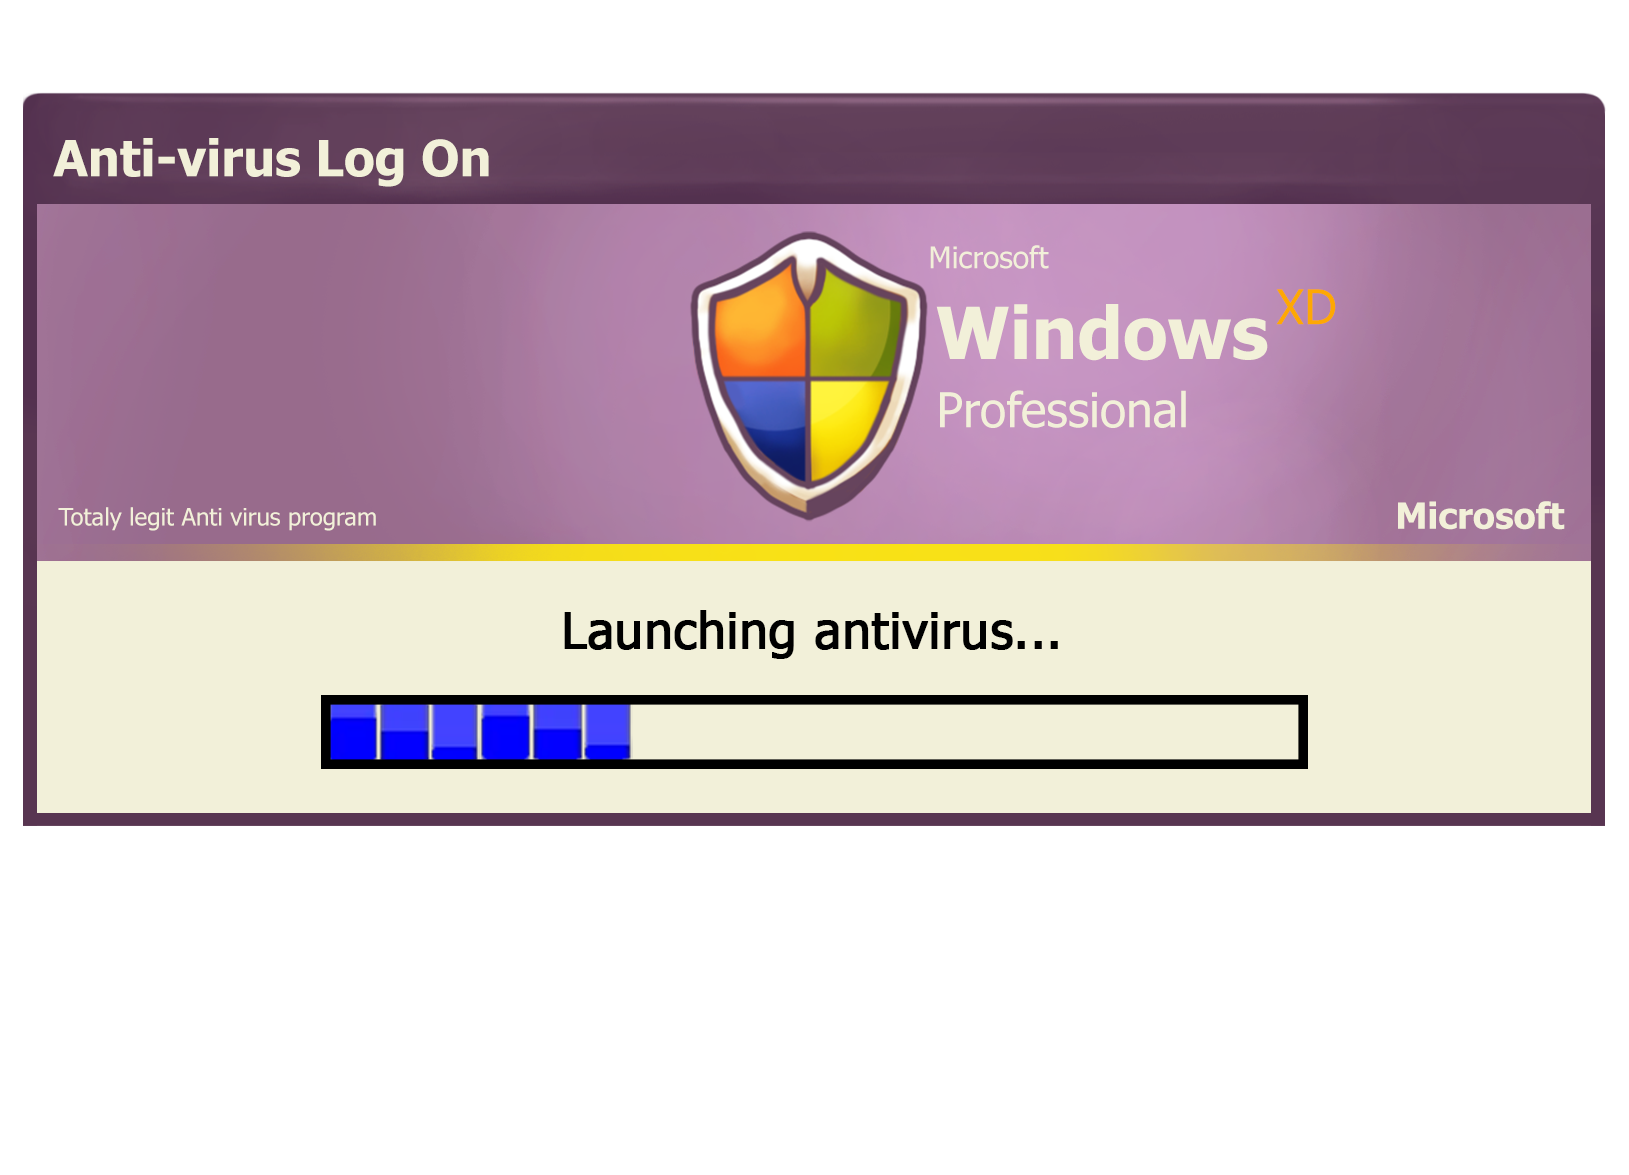 Anti-virus Log On
Microsoft
Windows XD
Professional
Totaly legit Anti virus program
Microsoft
Launching antivirus...